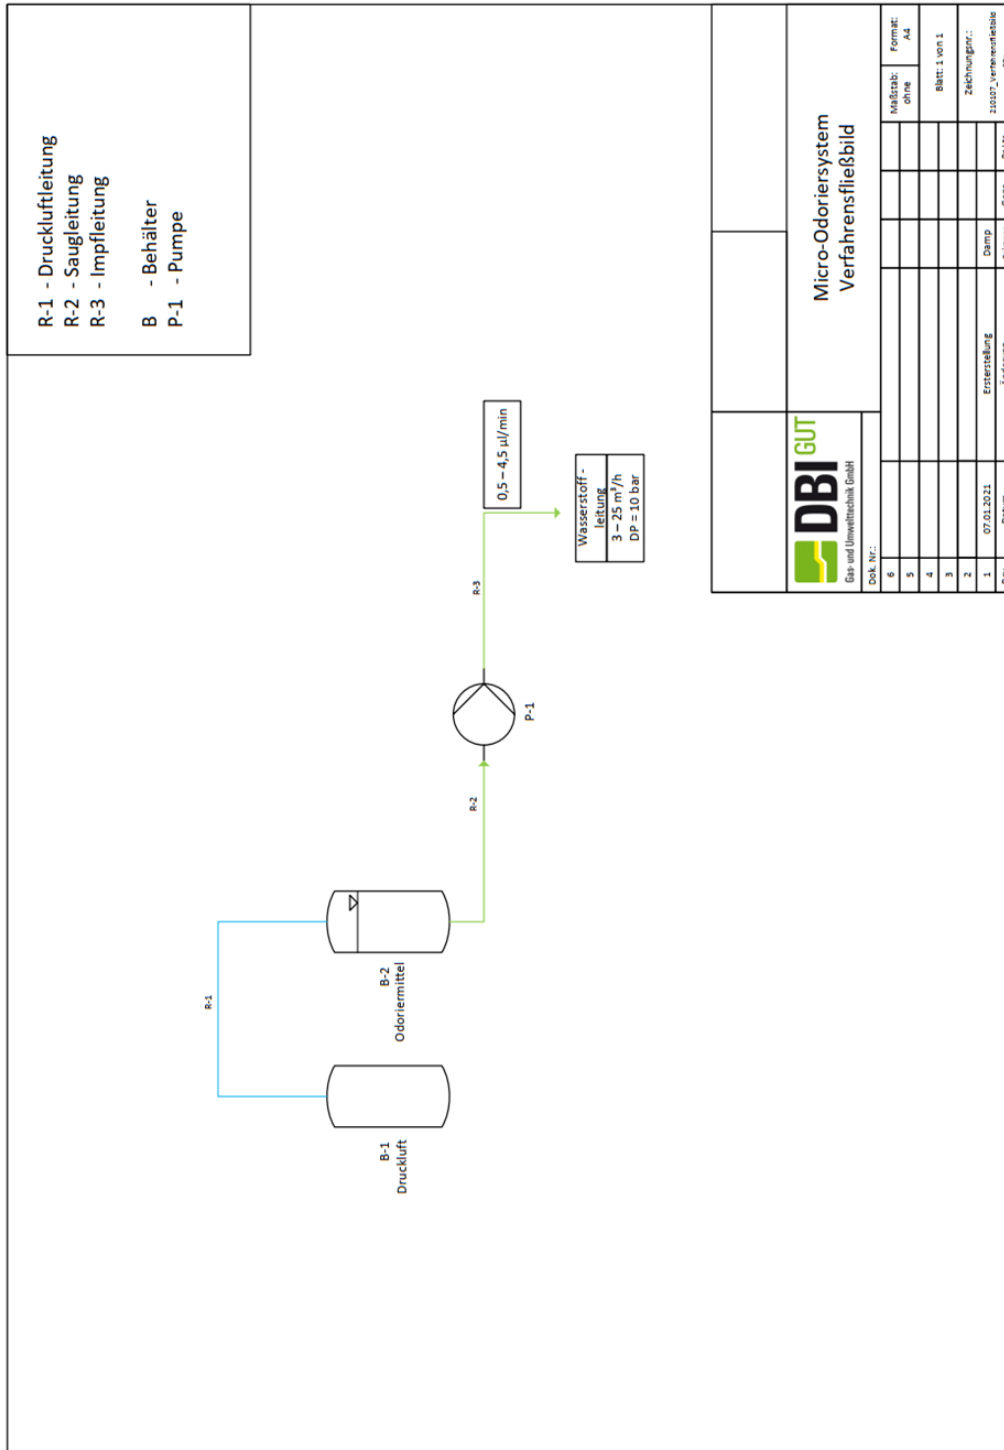 R-1 - Druckluftleitung
R-2 - Saugleitung
R-3 - Impfleitung
B - Behälter
P-1 - Pumpe
R-1
B-1
Druckluft
B-2
Odoriermittel
R-2
P-1
R-3
0,5 – 4,5 µl/min
Wasserstoff -
leitung
3 – 25 m³/h
DP = 10 bar
DBI GUT
Gas- und Umwelttechnik GmbH
Micro-Odoriersystem
Verfahrensfließbild
Dok. Nr.:
6
5
4
3
2
1 07.01.2021 Ersterstellung Damp
Maßstab:
ohne
Format:
A4
Blatt: 1 von 1
Zeichnungsnr.: